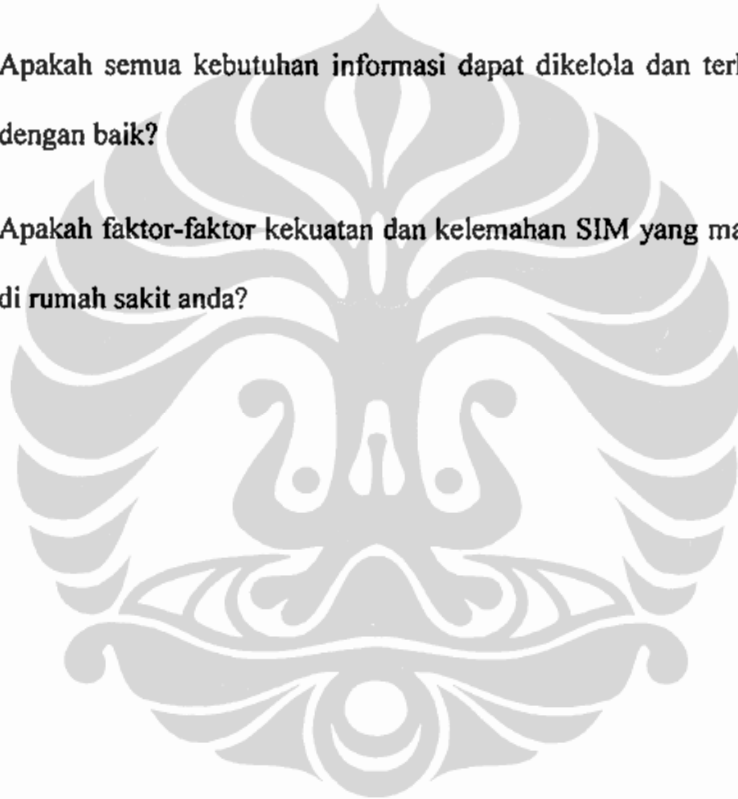 Apakah semua kebutuhan informasi dapat dikelola dan
dengan baik?
Apakah faktor-faktor kekuatan dan kelemahan SIM yang
di rumah sakit anda?